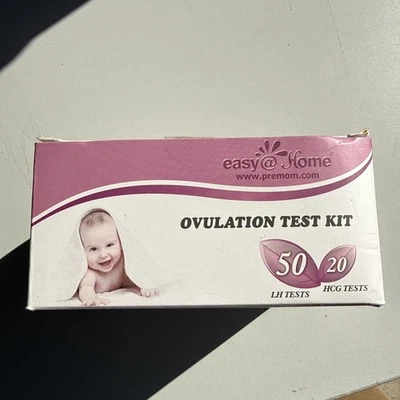 easy@Home®
www.premom.com
OVULATION TEST KIT
50 20
LH TESTS HCG TESTS